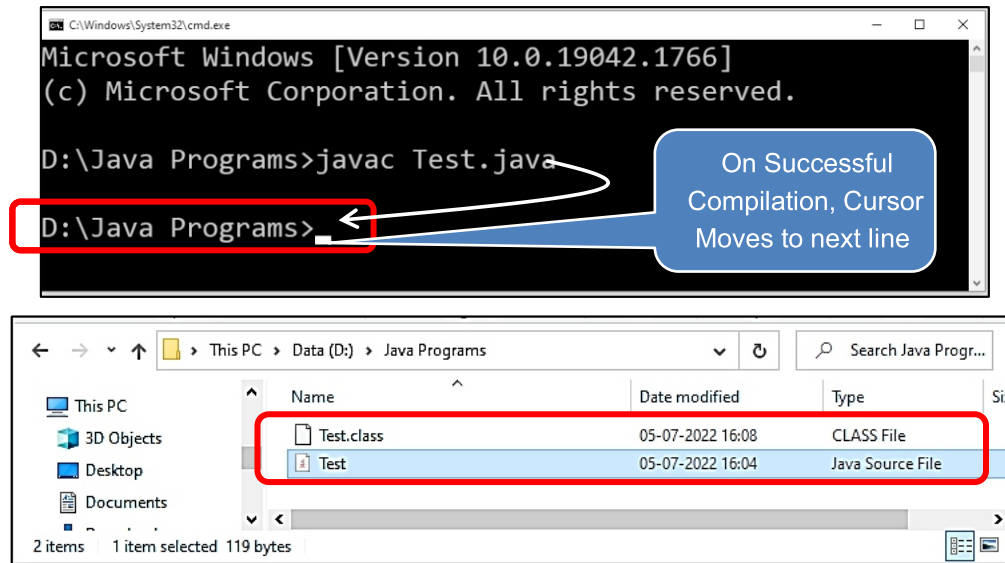 C:\Windows\System32\cmd.exe
Microsoft Windows [Version 10.0.19042.1766]
(c) Microsoft Corporation. All rights reserved.
D:\Java Programs>javac Test.java
On Successful
Compilation, Cursor
Moves to next line
D:\Java Programs>
This PC > Data (D:) > Java Programs
Search Java Progr...
Name Date modified Type Si
This PC
3D Objects
Desktop
Documents
Test.class 05-07-2022 16:08 CLASS File
Test 05-07-2022 16:04 Java Source File
2 items 1 item selected 119 bytes